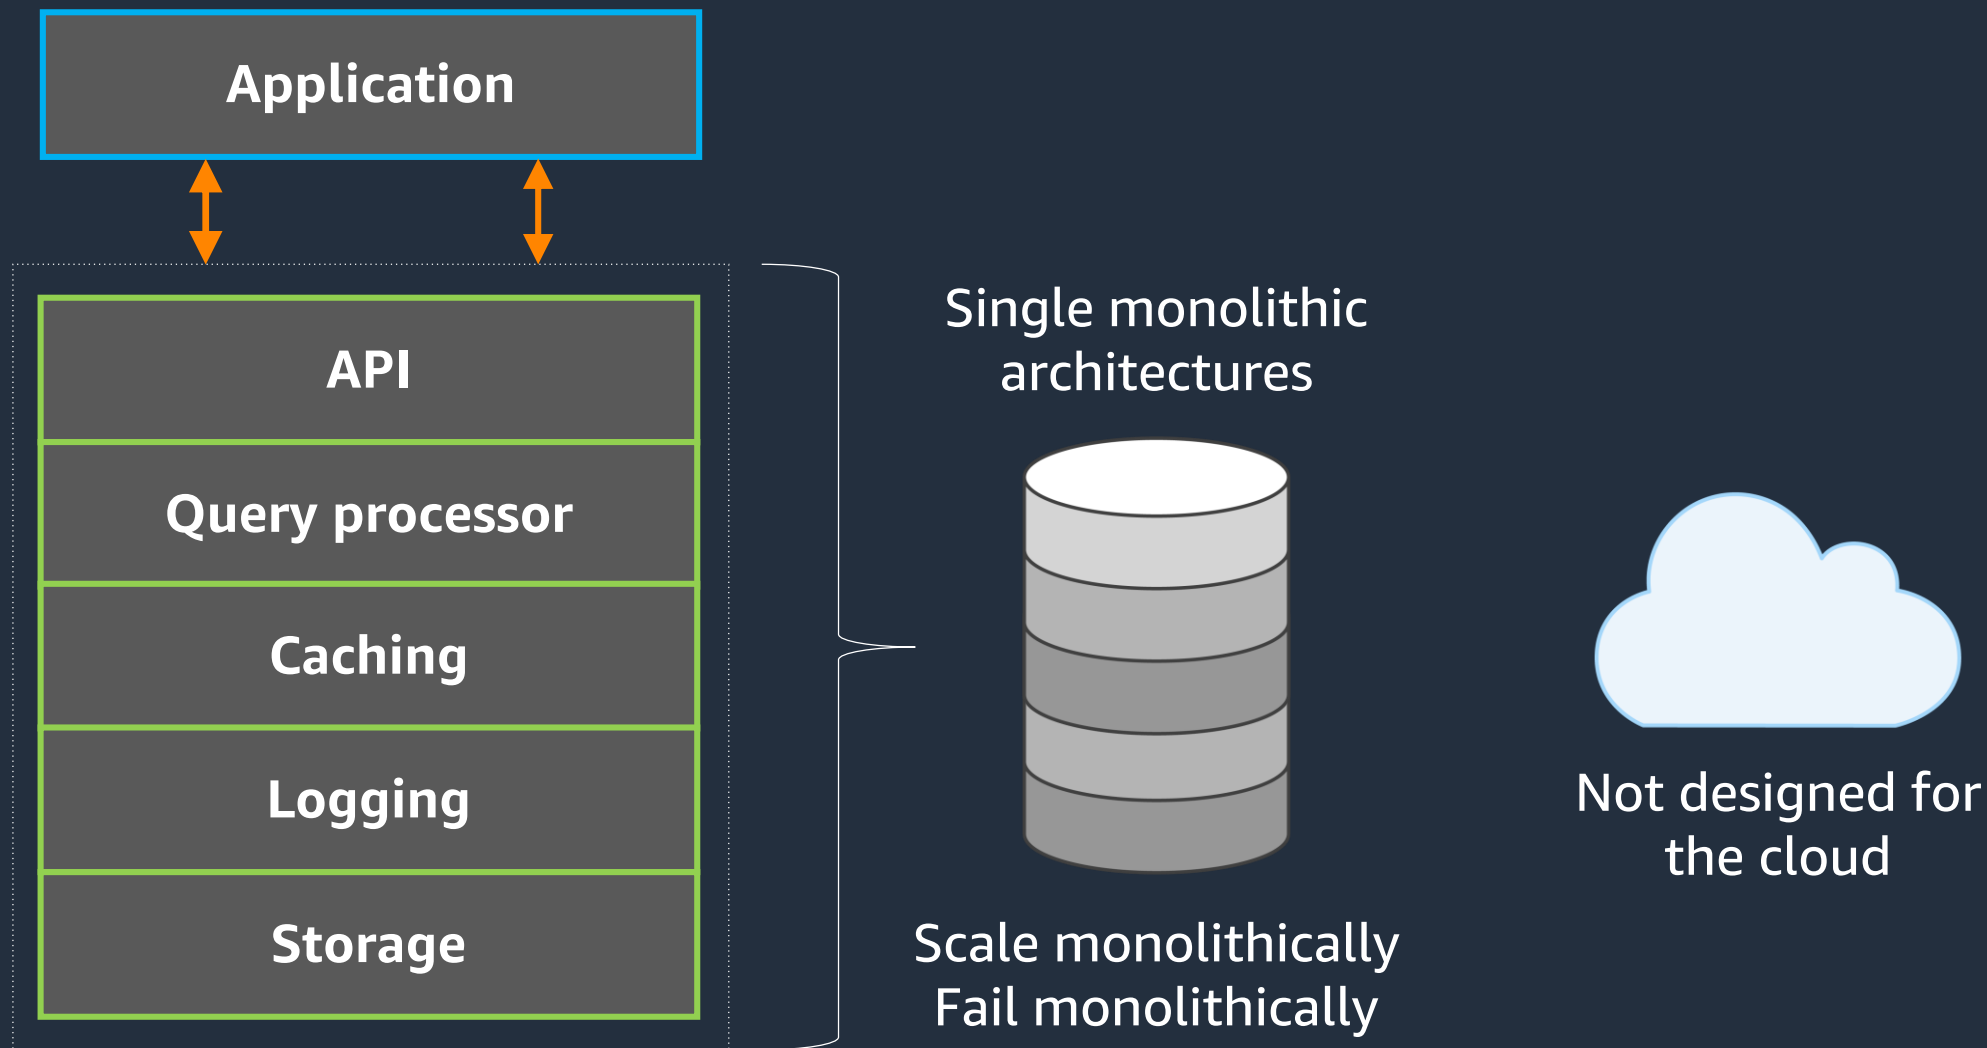 Application
API
Query processor
Caching
Logging
Storage
Single monolithic
architectures
Scale monolithically
Fail monolithically
Not designed for
the cloud